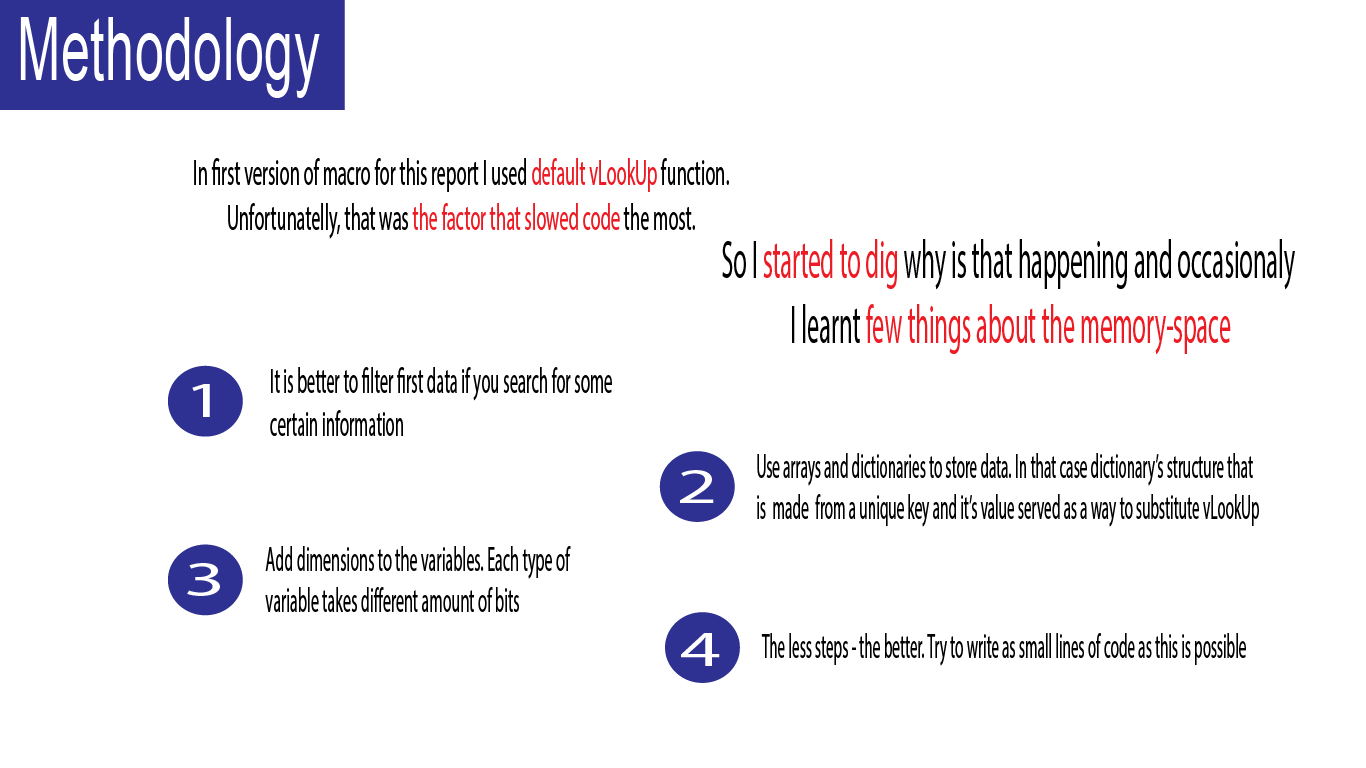 Methodology
In first version of macro for this report I used default vLookUp function.
Unfortunatelly, that was the factor that slowed code the most.
So I started to dig why is that happening and occasionaly
I learnt few things about the memory-space
1
It is better to filter first data if you search for some
certain information
2
Use arrays and dictionaries to store data. In that case dictionary's structure that
is made from a unique key and it's value served as a way to substitute vLookUp
3
Add dimensions to the variables. Each type of
variable takes different amount of bits
4
The less steps - the better. Try to write as small lines of code as this is possible